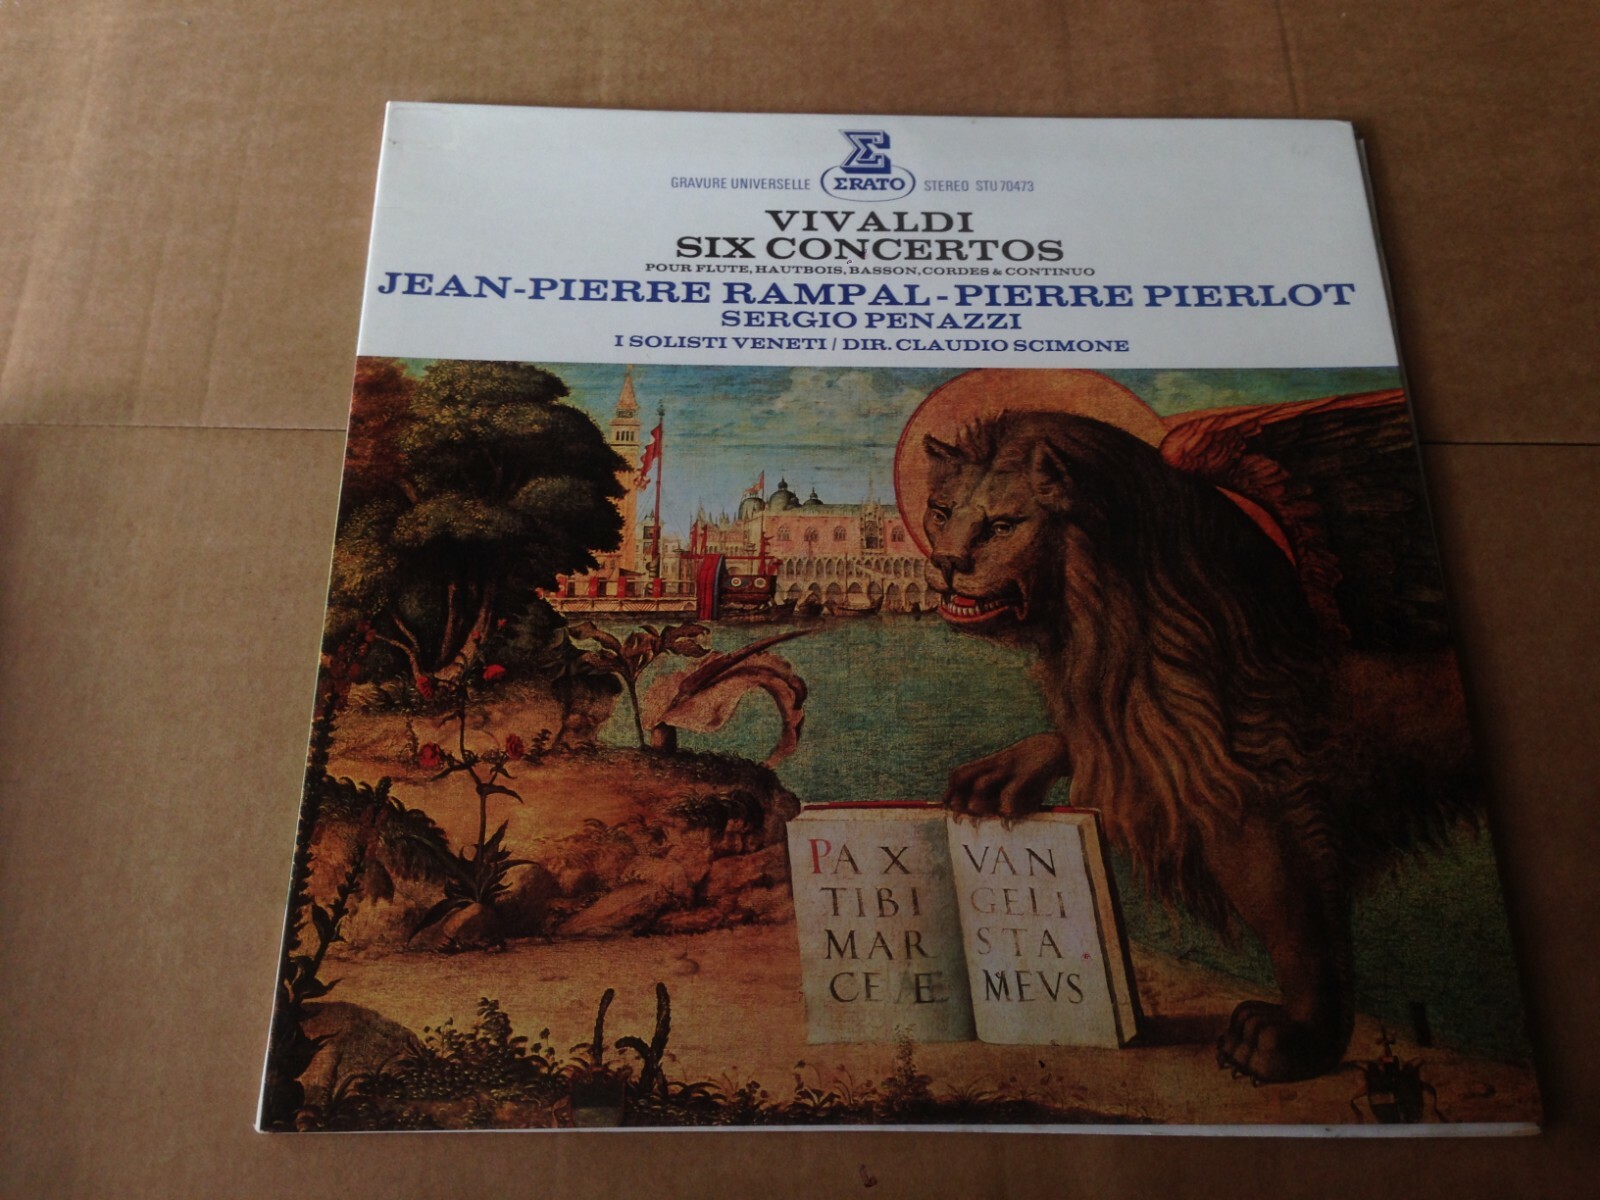 Σ
GRAVURE UNIVERSELLE ΣRATO STEREO STU 70473
VIVALDI
SIX CONCERTOS
POUR FLUTE, HAUTBOIS, BASSON, CORDES & CONTINUO
JEAN-PIERRE RAMPAL - PIERRE PIERLOT
SERGIO PENAZZI
I SOLISTI VENETI / DIR. CLAUDIO SCIMONE
PAX
TIBI
MAR
CE Æ
VAN
GELI
STA
MEVS